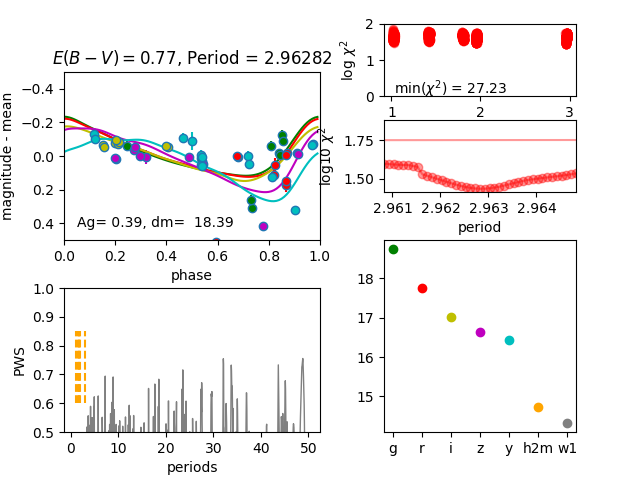 E(B − V) = 0.77, Period = 2.96282
magnitude - mean
−0.4
−0.2
0.0
0.2
0.4
Ag= 0.39, dm=  18.39
0.0 0.2 0.4 0.6 0.8 1.0
phase
log χ²
2
1
0
min(χ²) = 27.23
1 2 3
log10 χ²
1.75
1.50
2.961 2.962 2.963 2.964
period
PWS
1.0
0.9
0.8
0.7
0.6
0.5
0 10 20 30 40 50
periods
18
17
16
15
g r i z y h2m w1